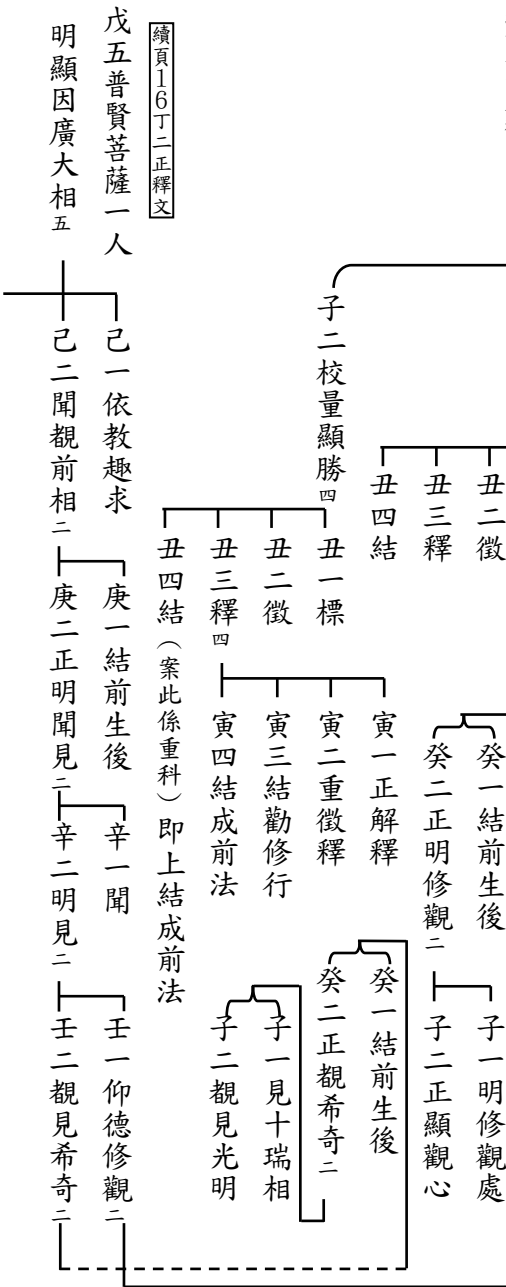 丑二徵
丑三釋
丑四結
癸一結前生後
癸二正明修觀二
子一明修觀處
子二正顯觀心
子二校量顯勝四
丑一標
丑二徵
丑三釋四
丑四結（案此係重科）即上結成前法
寅一正解釋
寅二重徵釋
寅三結勸修行
寅四結成前法
癸一結前生後
癸二正覩希奇二
子一見十瑞相
子二覩見光明
續頁16丁二正釋文
戊五普賢菩薩一人
明顯因廣大相五
己一依教趣求
己二聞覩前相二
庚一結前生後
庚二正明聞見二
辛一聞
辛二明見二
壬一仰德修觀二
壬二覩見希奇二